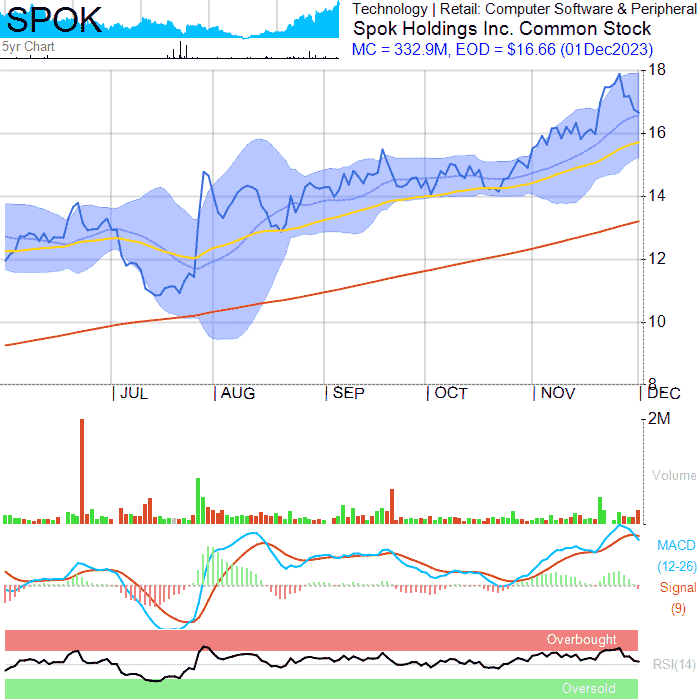 SPOK
Technology | Retail: Computer Software & Peripheral
Spok Holdings Inc. Common Stock
5yr Chart
MC = 332.9M, EOD = $16.66 (01Dec2023)
18
16
14
12
10
8
JUL AUG SEP OCT NOV DEC
2M
Volume
MACD
(12-26)
Signal
(9)
Overbought
RSI(14)
Oversold